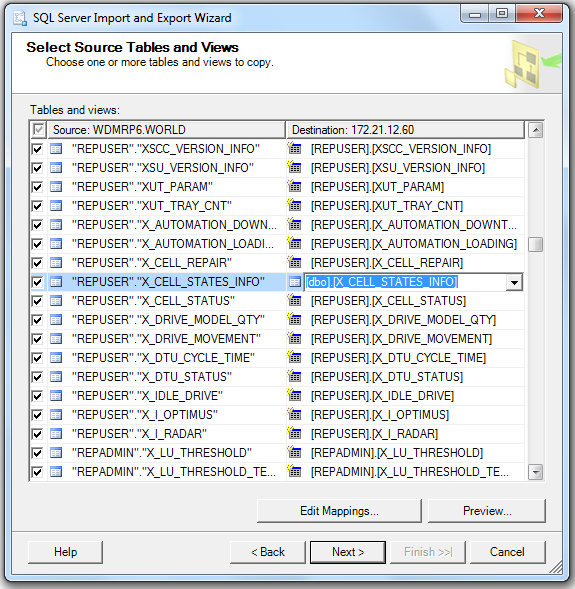 SQL Server Import and Export Wizard
Select Source Tables and Views
Choose one or more tables and views to copy.
Tables and views:
Source: WDMRP6.WORLD Destination: 172.21.12.60
"REPUSER"."XSCC_VERSION_INFO" [REPUSER].[XSCC_VERSION_INFO]
"REPUSER"."XSU_VERSION_INFO" [REPUSER].[XSU_VERSION_INFO]
"REPUSER"."XUT_PARAM" [REPUSER].[XUT_PARAM]
"REPUSER"."XUT_TRAY_CNT" [REPUSER].[XUT_TRAY_CNT]
"REPUSER"."X_AUTOMATION_DOWN... [REPUSER].[X_AUTOMATION_DOWNT...
"REPUSER"."X_AUTOMATION_LOADI... [REPUSER].[X_AUTOMATION_LOADING]
"REPUSER"."X_CELL_REPAIR" [REPUSER].[X_CELL_REPAIR]
"REPUSER"."X_CELL_STATES_INFO" [dbo].[X_CELL_STATES_INFO]
"REPUSER"."X_CELL_STATUS" [REPUSER].[X_CELL_STATUS]
"REPUSER"."X_DRIVE_MODEL_QTY" [REPUSER].[X_DRIVE_MODEL_QTY]
"REPUSER"."X_DRIVE_MOVEMENT" [REPUSER].[X_DRIVE_MOVEMENT]
"REPUSER"."X_DTU_CYCLE_TIME" [REPUSER].[X_DTU_CYCLE_TIME]
"REPUSER"."X_DTU_STATUS" [REPUSER].[X_DTU_STATUS]
"REPUSER"."X_IDLE_DRIVE" [REPUSER].[X_IDLE_DRIVE]
"REPUSER"."X_I_OPTIMUS" [REPUSER].[X_I_OPTIMUS]
"REPUSER"."X_I_RADAR" [REPUSER].[X_I_RADAR]
"REPADMIN"."X_LU_THRESHOLD" [REPADMIN].[X_LU_THRESHOLD]
"REPADMIN"."X_LU_THRESHOLD_TE... [REPADMIN].[X_LU_THRESHOLD_TE...
Edit Mappings... Preview...
Help < Back Next > Finish >>| Cancel